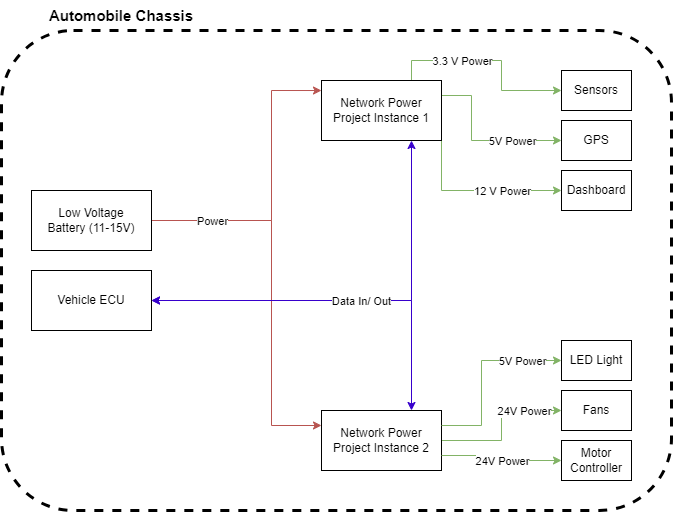 Automobile Chassis
3.3 V Power
Sensors
Network Power
Project Instance 1
5V Power
GPS
12 V Power
Dashboard
Low Voltage
Battery (11-15V)
Power
Vehicle ECU
Data In/ Out
5V Power
LED Light
24V Power
Fans
Network Power
Project Instance 2
24V Power
Motor
Controller